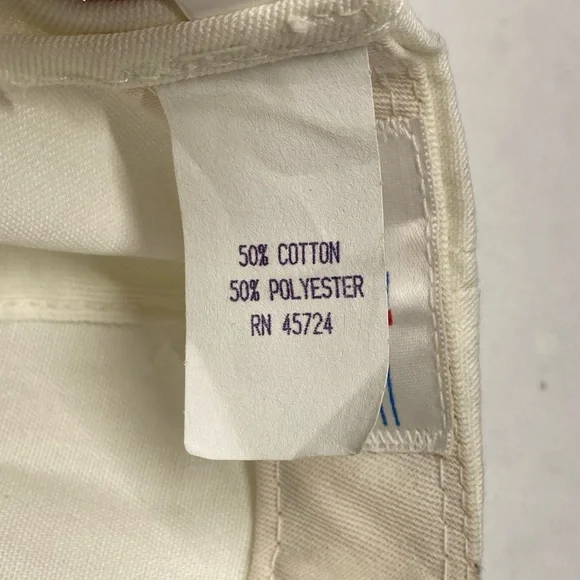 50% COTTON
50% POLYESTER
RN 45724